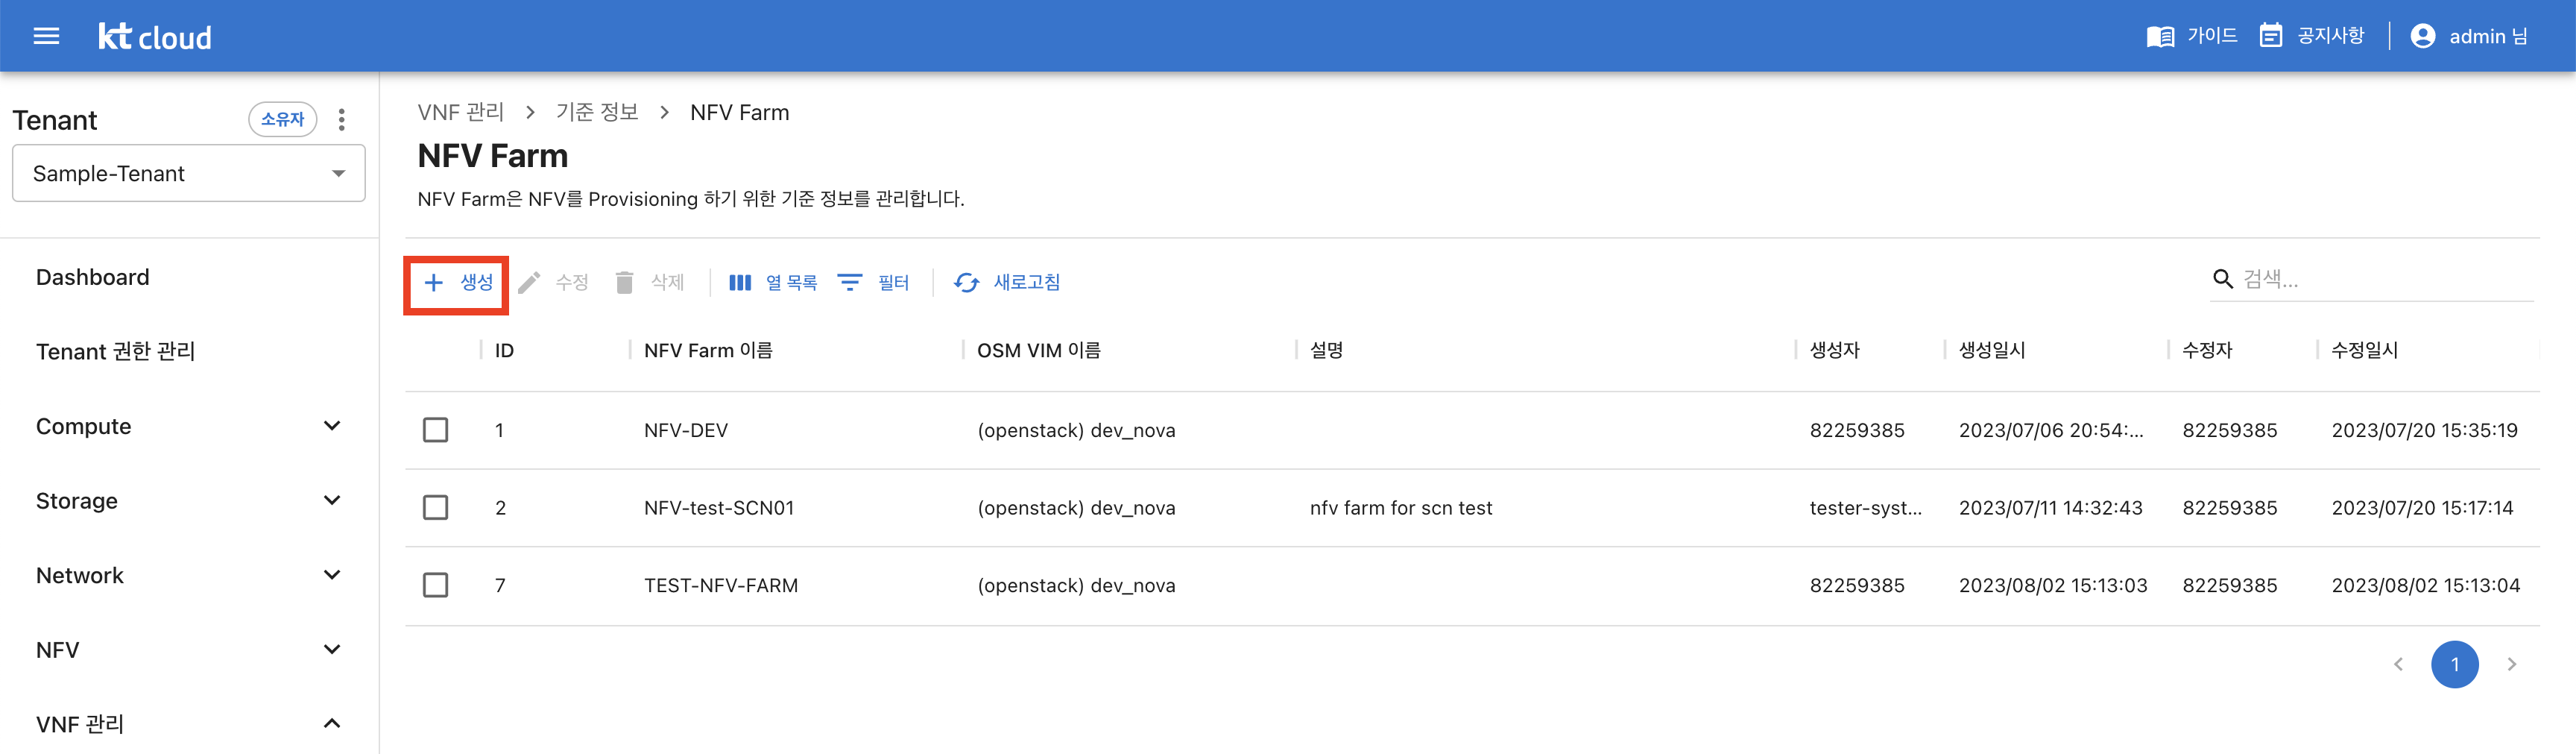 kt cloud
가이드 공지사항 admin 님
Tenant 소유자
Sample-Tenant
Dashboard
Tenant 권한 관리
Compute
Storage
Network
NFV
VNF 관리
VNF 관리 > 기준 정보 > NFV Farm
NFV Farm
NFV Farm은 NFV를 Provisioning 하기 위한 기준 정보를 관리합니다.
생성 수정 삭제 열 목록 필터 새로고침 검색...
ID NFV Farm 이름 OSM VIM 이름 설명 생성자 생성일시 수정자 수정일시
1 NFV-DEV (openstack) dev_nova 82259385 2023/07/06 20:54:... 82259385 2023/07/20 15:35:19
2 NFV-test-SCN01 (openstack) dev_nova nfv farm for scn test tester-syst... 2023/07/11 14:32:43 82259385 2023/07/20 15:17:14
7 TEST-NFV-FARM (openstack) dev_nova 82259385 2023/08/02 15:13:03 82259385 2023/08/02 15:13:04
1